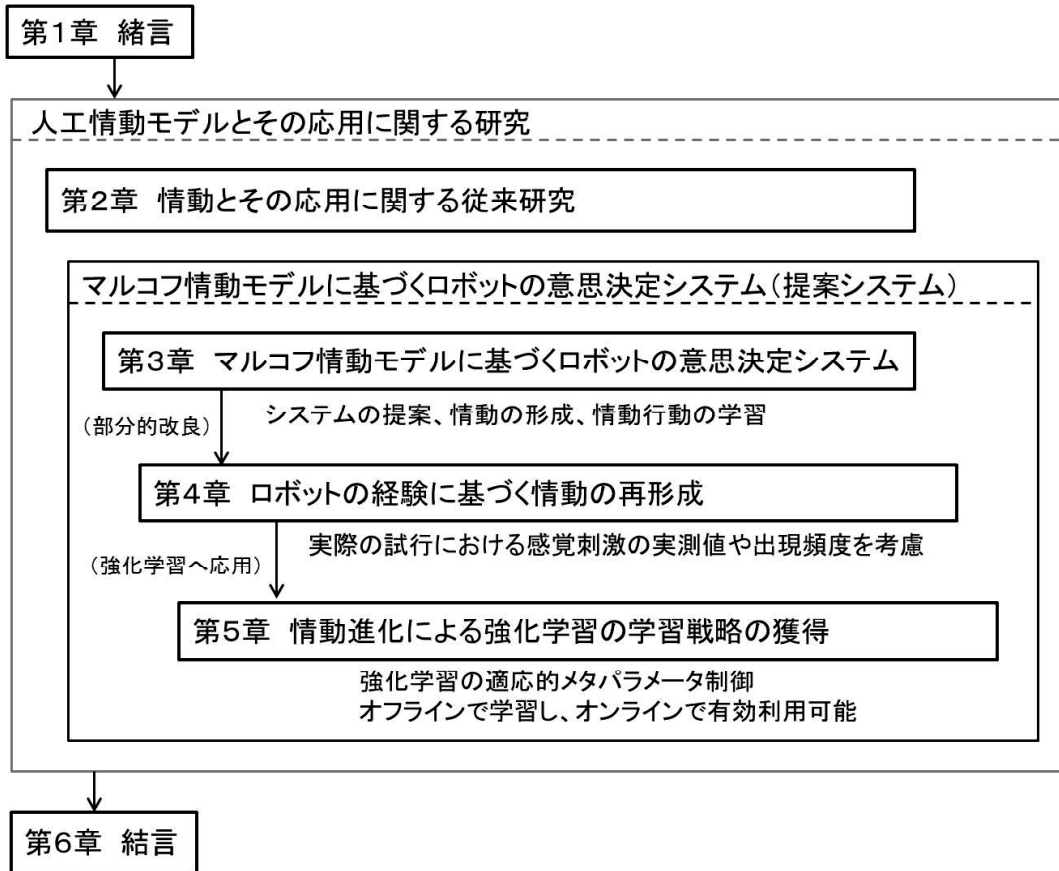 第1章 緒言
人工情動モデルとその応用に関する研究
第2章 情動とその応用に関する従来研究
マルコフ情動モデルに基づくロボットの意思決定システム(提案システム)
第3章 マルコフ情動モデルに基づくロボットの意思決定システム
(部分的改良)
システムの提案、情動の形成、情動行動の学習
第4章 ロボットの経験に基づく情動の再形成
(強化学習へ応用)
実際の試行における感覚刺激の実測値や出現頻度を考慮
第5章 情動進化による強化学習の学習戦略の獲得
強化学習の適応的メタパラメータ制御
オフラインで学習し、オンラインで有効利用可能
第6章 結言